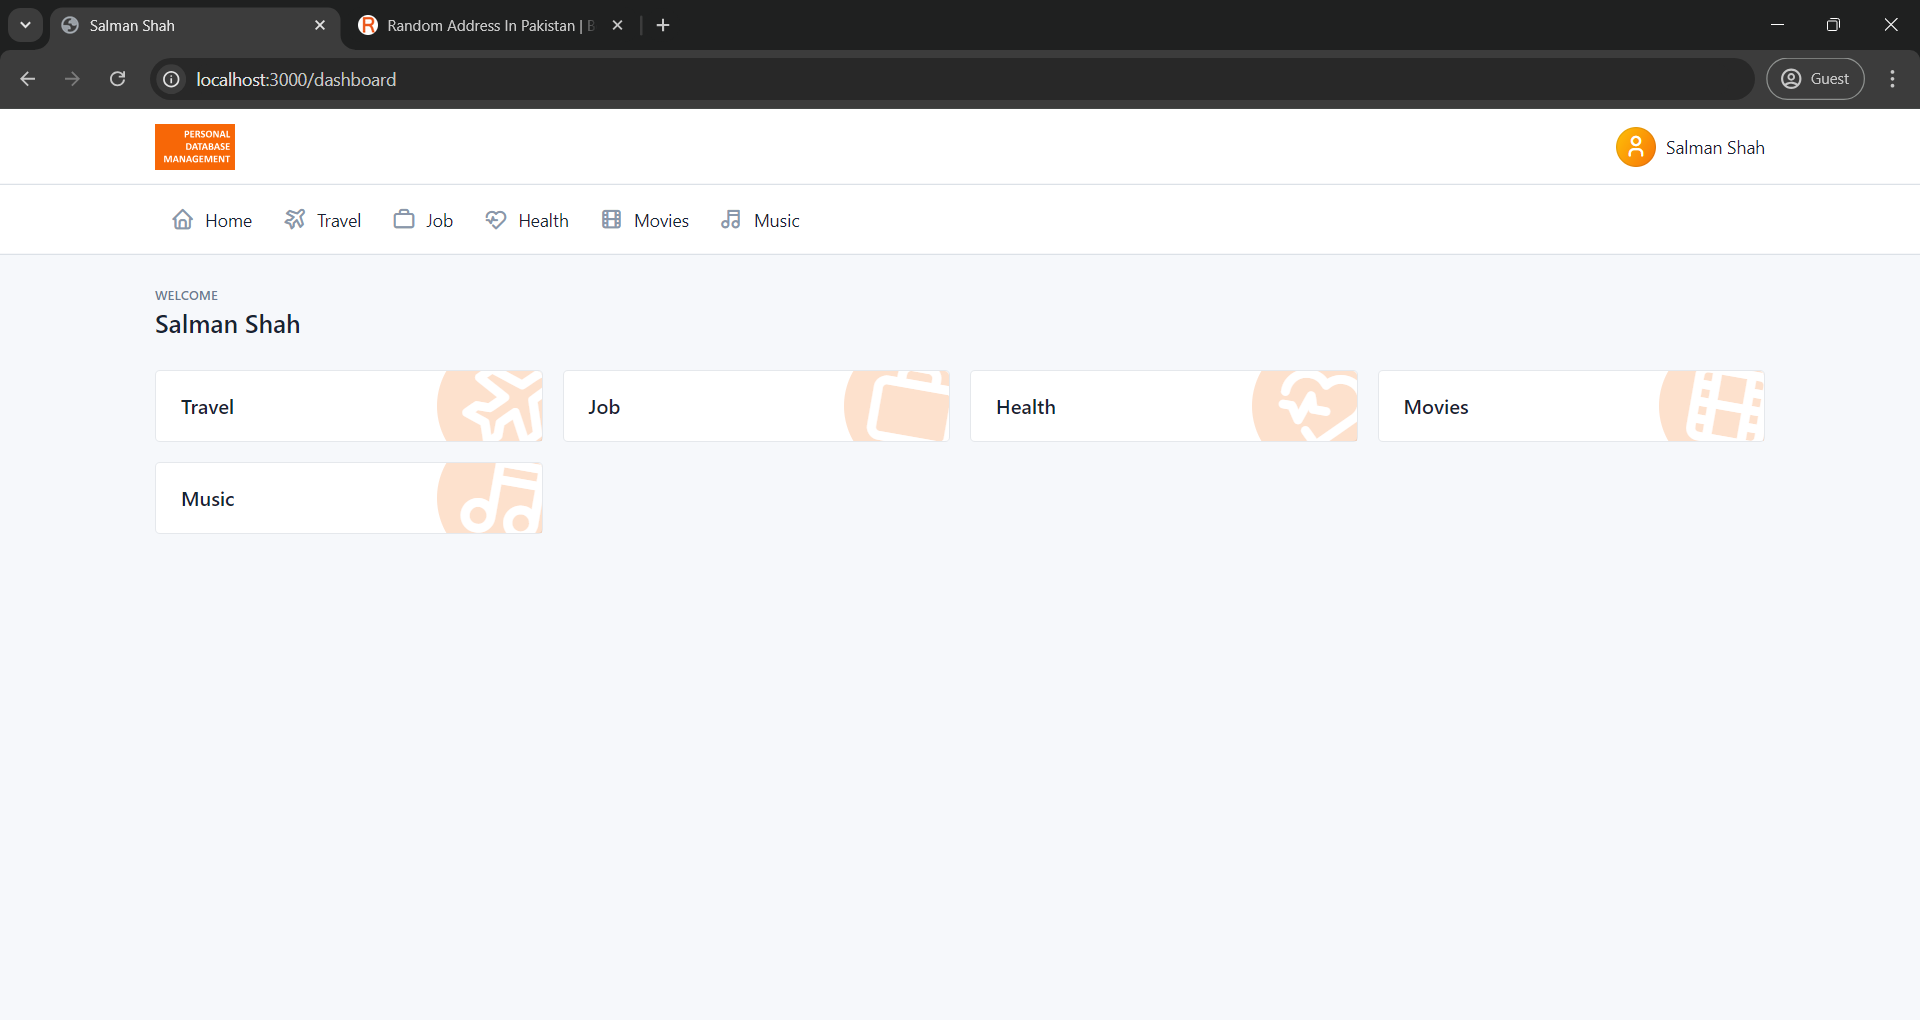 Salman Shah
Random Address In Pakistan | B
localhost:3000/dashboard
Guest
PERSONAL
DATABASE
MANAGEMENT
Salman Shah
Home
Travel
Job
Health
Movies
Music
WELCOME
Salman Shah
Travel
Job
Health
Movies
Music